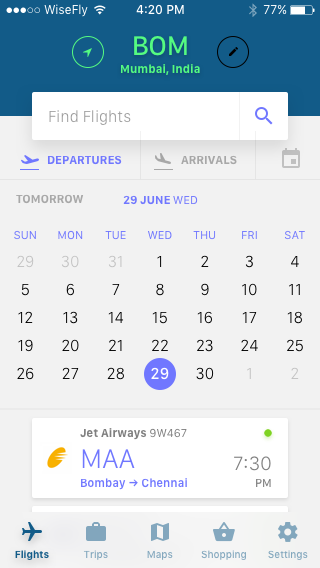 WiseFly 4:20 PM 77%
BOM
Mumbai, India
Find Flights
DEPARTURES ARRIVALS
TOMORROW 29 JUNE WED
SUN MON TUE WED THU FRI SAT
29 30 31 1 2 3 4
5 6 7 8 9 10 11
12 13 14 15 16 17 18
19 20 21 22 23 24 25
26 27 28 29 30 1 2
Jet Airways 9W467
MAA 7:30
Bombay → Chennai PM
Flights Trips Maps Shopping Settings